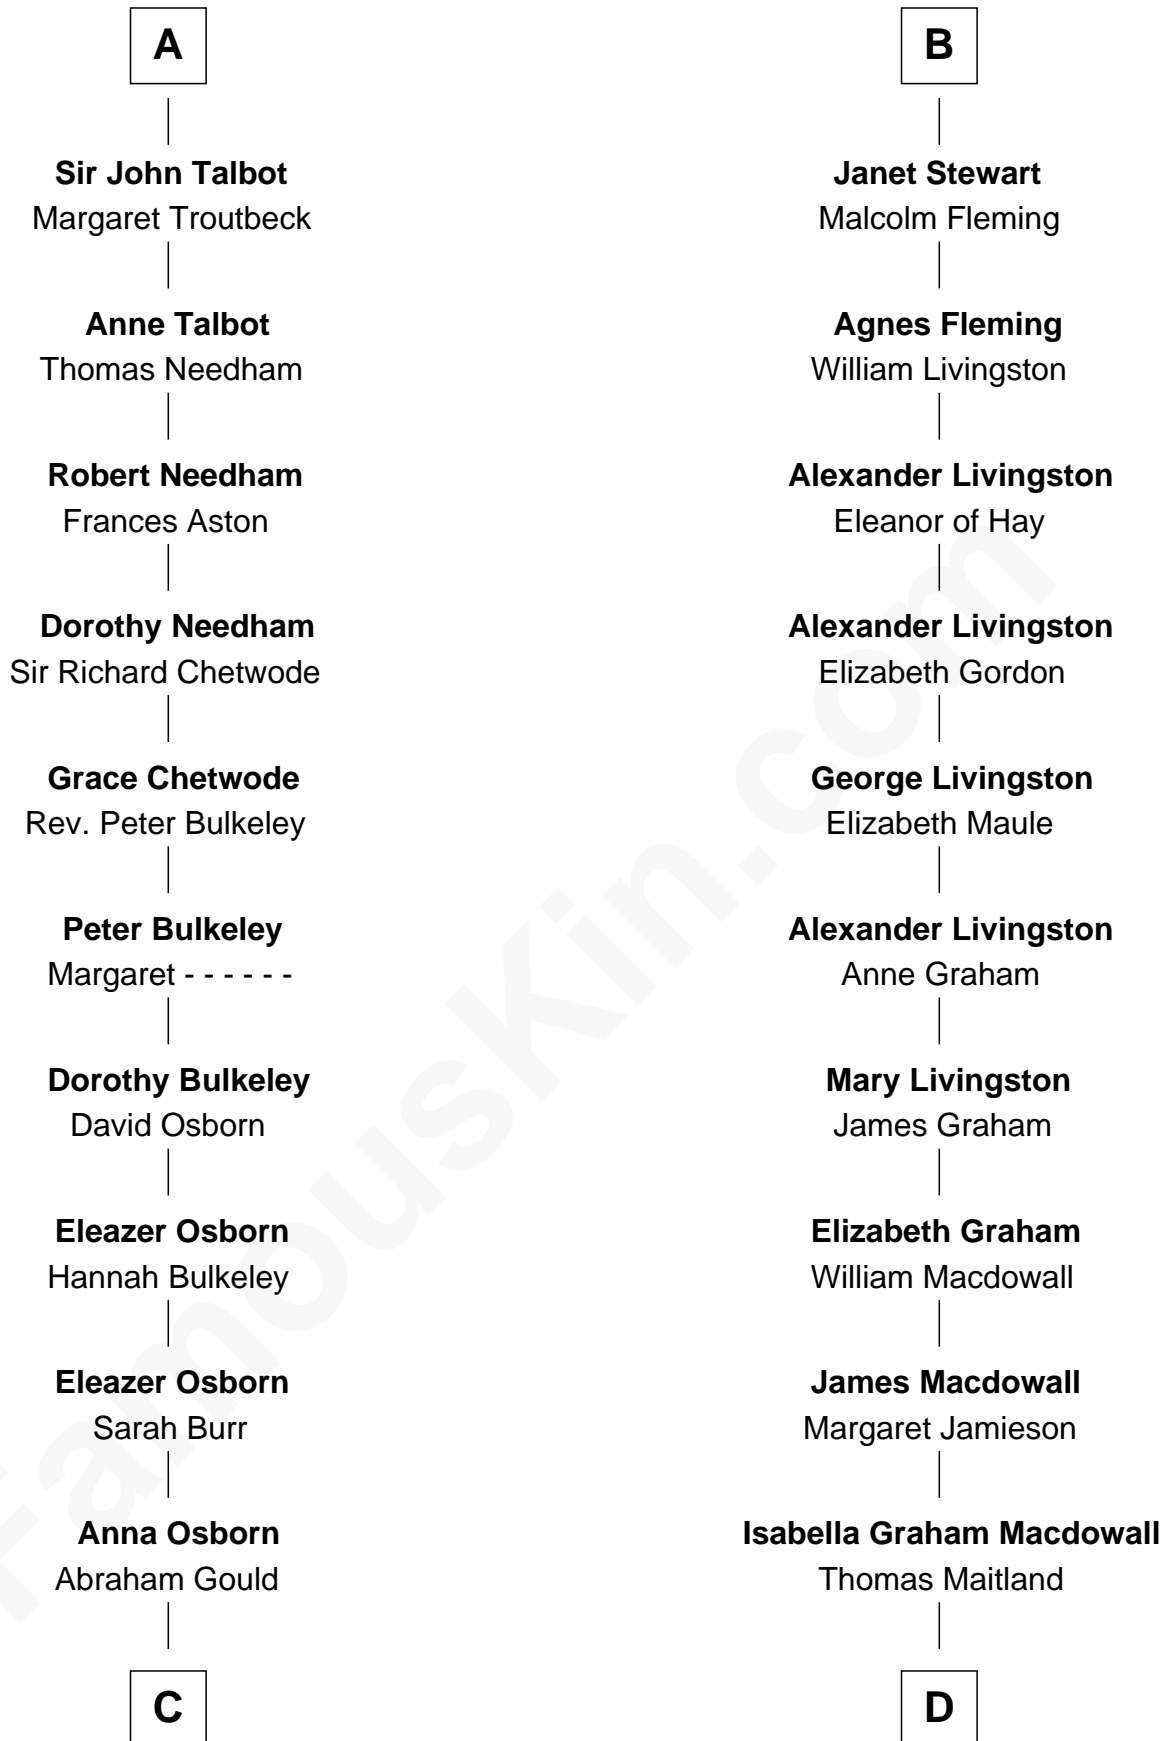 A
Sir John Talbot
Margaret Troutbeck
Anne Talbot
Thomas Needham
Robert Needham
Frances Aston
Dorothy Needham
Sir Richard Chetwode
Grace Chetwode
Rev. Peter Bulkeley
Peter Bulkeley
Margaret - - - - - -
Dorothy Bulkeley
David Osborn
Eleazer Osborn
Hannah Bulkeley
Eleazer Osborn
Sarah Burr
Anna Osborn
Abraham Gould
C
B
Janet Stewart
Malcolm Fleming
Agnes Fleming
William Livingston
Alexander Livingston
Eleanor of Hay
Alexander Livingston
Elizabeth Gordon
George Livingston
Elizabeth Maule
Alexander Livingston
Anne Graham
Mary Livingston
James Graham
Elizabeth Graham
William Macdowall
James Macdowall
Margaret Jamieson
Isabella Graham Macdowall
Thomas Maitland
D
FamousKin.com